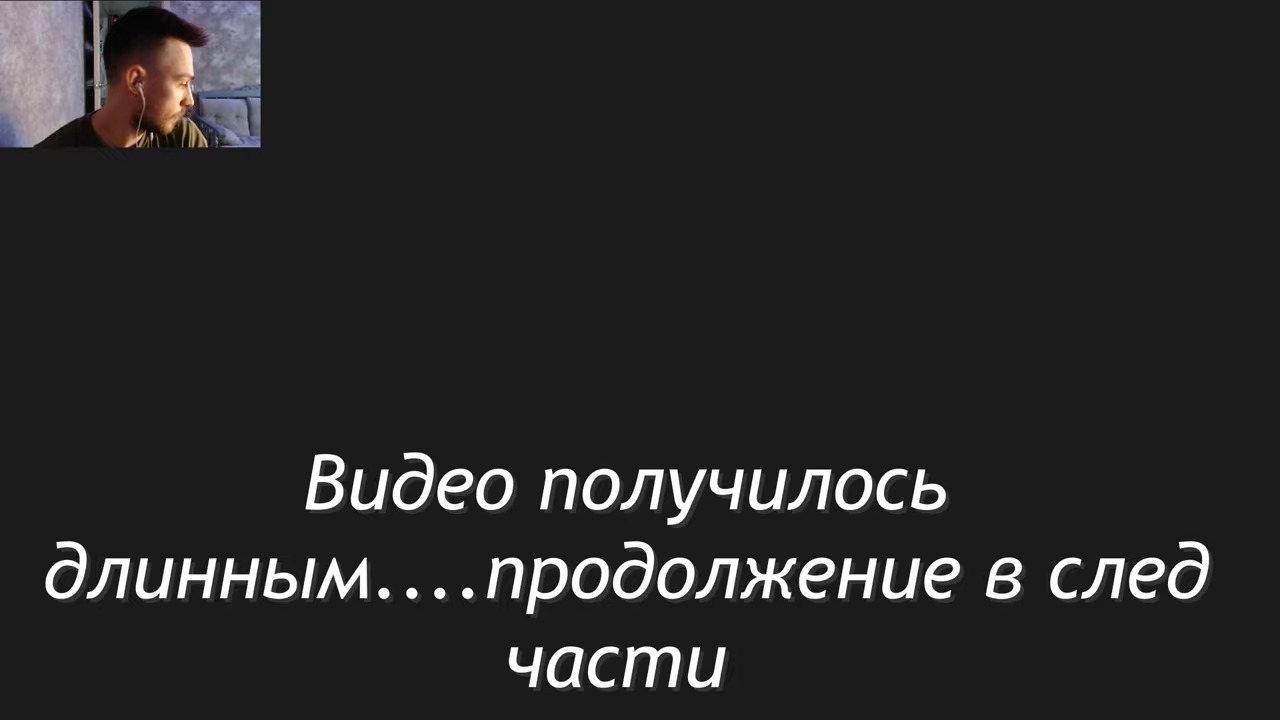 Видео получилось
длинным....продолжение в след
части